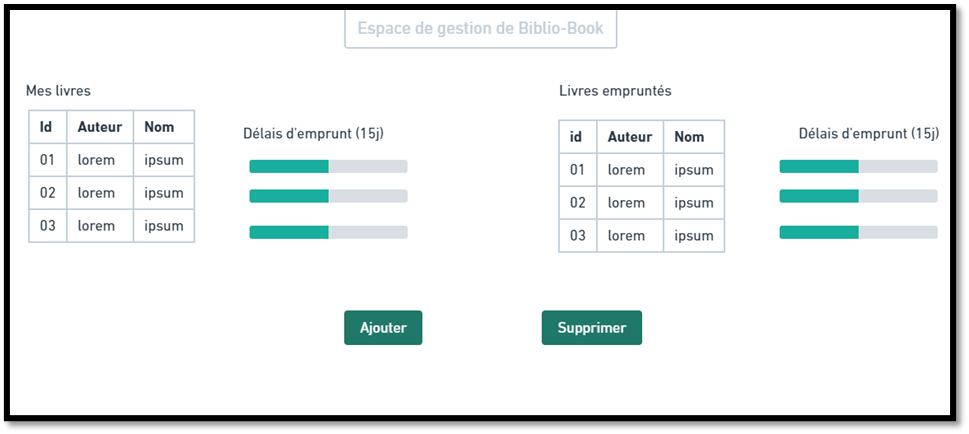 Espace de gestion de Biblio-Book
Mes livres
Id Auteur Nom
01 lorem ipsum
02 lorem ipsum
03 lorem ipsum
Délais d'emprunt (15j)
Livres empruntés
id Auteur Nom
01 lorem ipsum
02 lorem ipsum
03 lorem ipsum
Délais d'emprunt (15j)
Ajouter
Supprimer